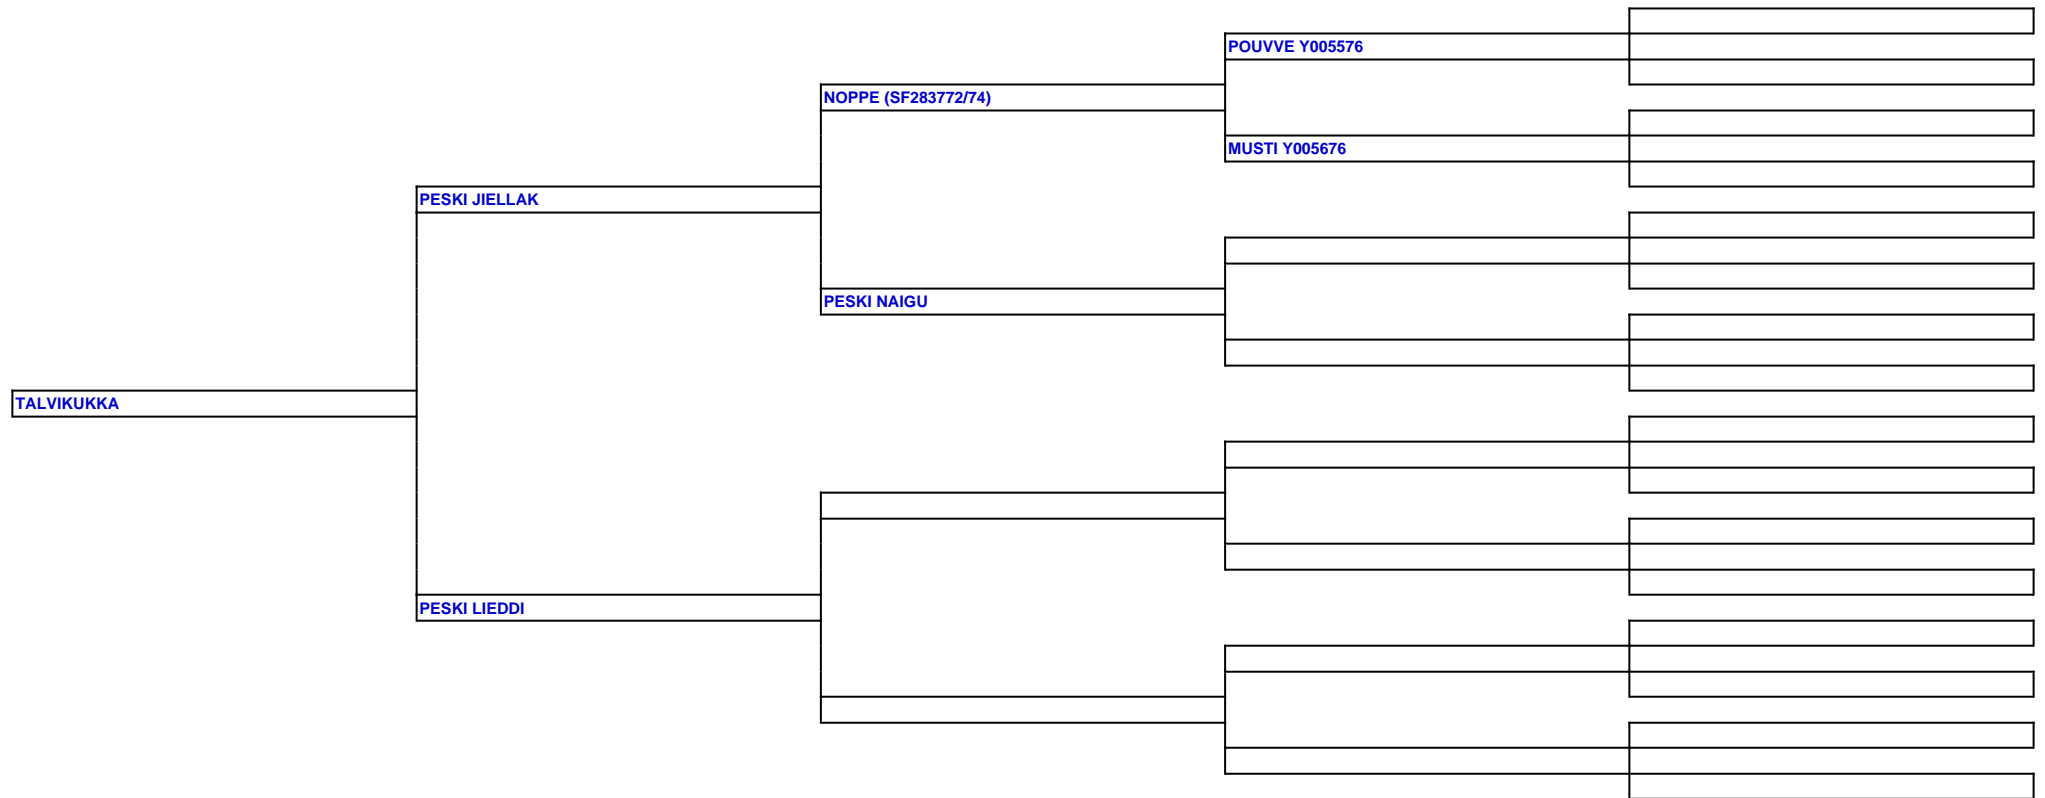 POUVVE Y005576
NOPPE (SF283772/74)
MUSTI Y005676
PESKI JIELLAK
PESKI NAIGU
TALVIKUKKA
PESKI LIEDDI